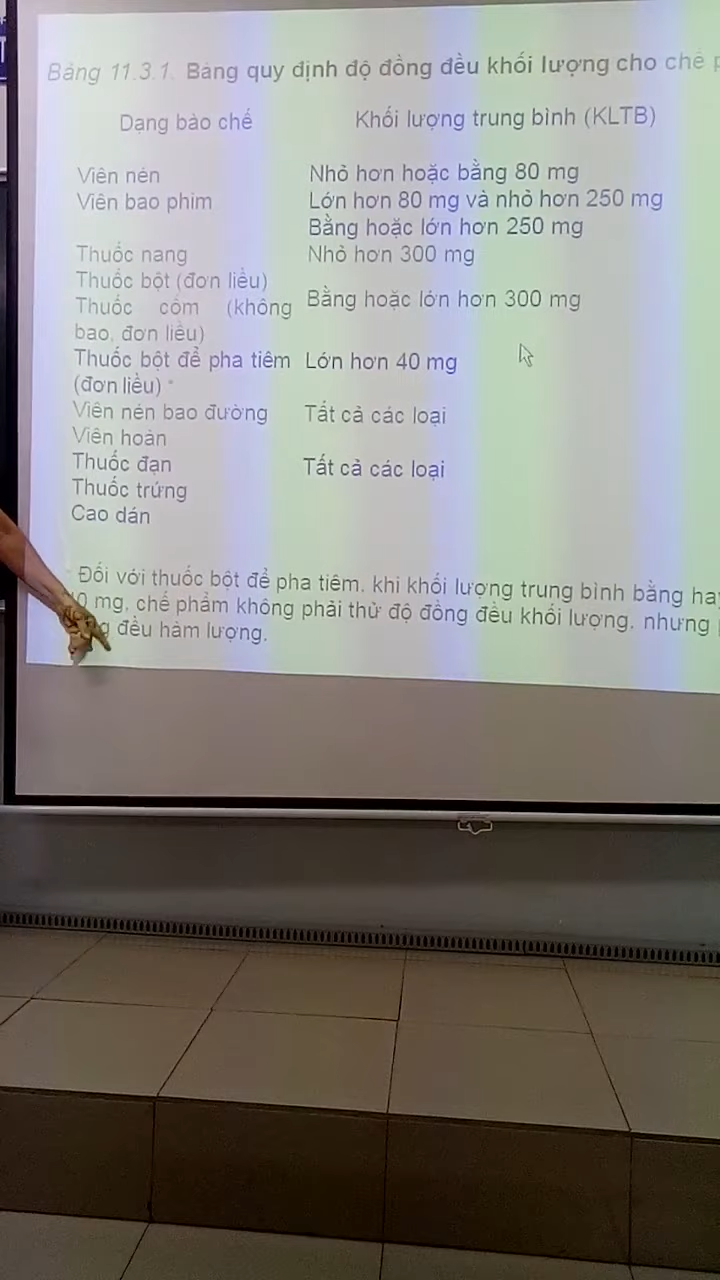 Bảng 11.3.1. Bảng quy định độ đồng đều khối lượng cho chế
Dạng bào chế Khối lượng trung bình (KLTB)
Viên nén Nhỏ hơn hoặc bằng 80 mg
Viên bao phim Lớn hơn 80 mg và nhỏ hơn 250 mg
Bằng hoặc lớn hơn 250 mg
Thuốc nang Nhỏ hơn 300 mg
Thuốc bột (đơn liều)
Thuốc cốm (không Bằng hoặc lớn hơn 300 mg
bao, đơn liều)
Thuốc bột để pha tiêm Lớn hơn 40 mg
(đơn liều) *
Viên nén bao đường Tất cả các loại
Viên hoàn
Thuốc đạn Tất cả các loại
Thuốc trứng
Cao dán
Đối với thuốc bột để pha tiêm, khi khối lượng trung bình bằng
mg, chế phẩm không phải thử độ đồng đều khối lượng, nhưng
đều hàm lượng.